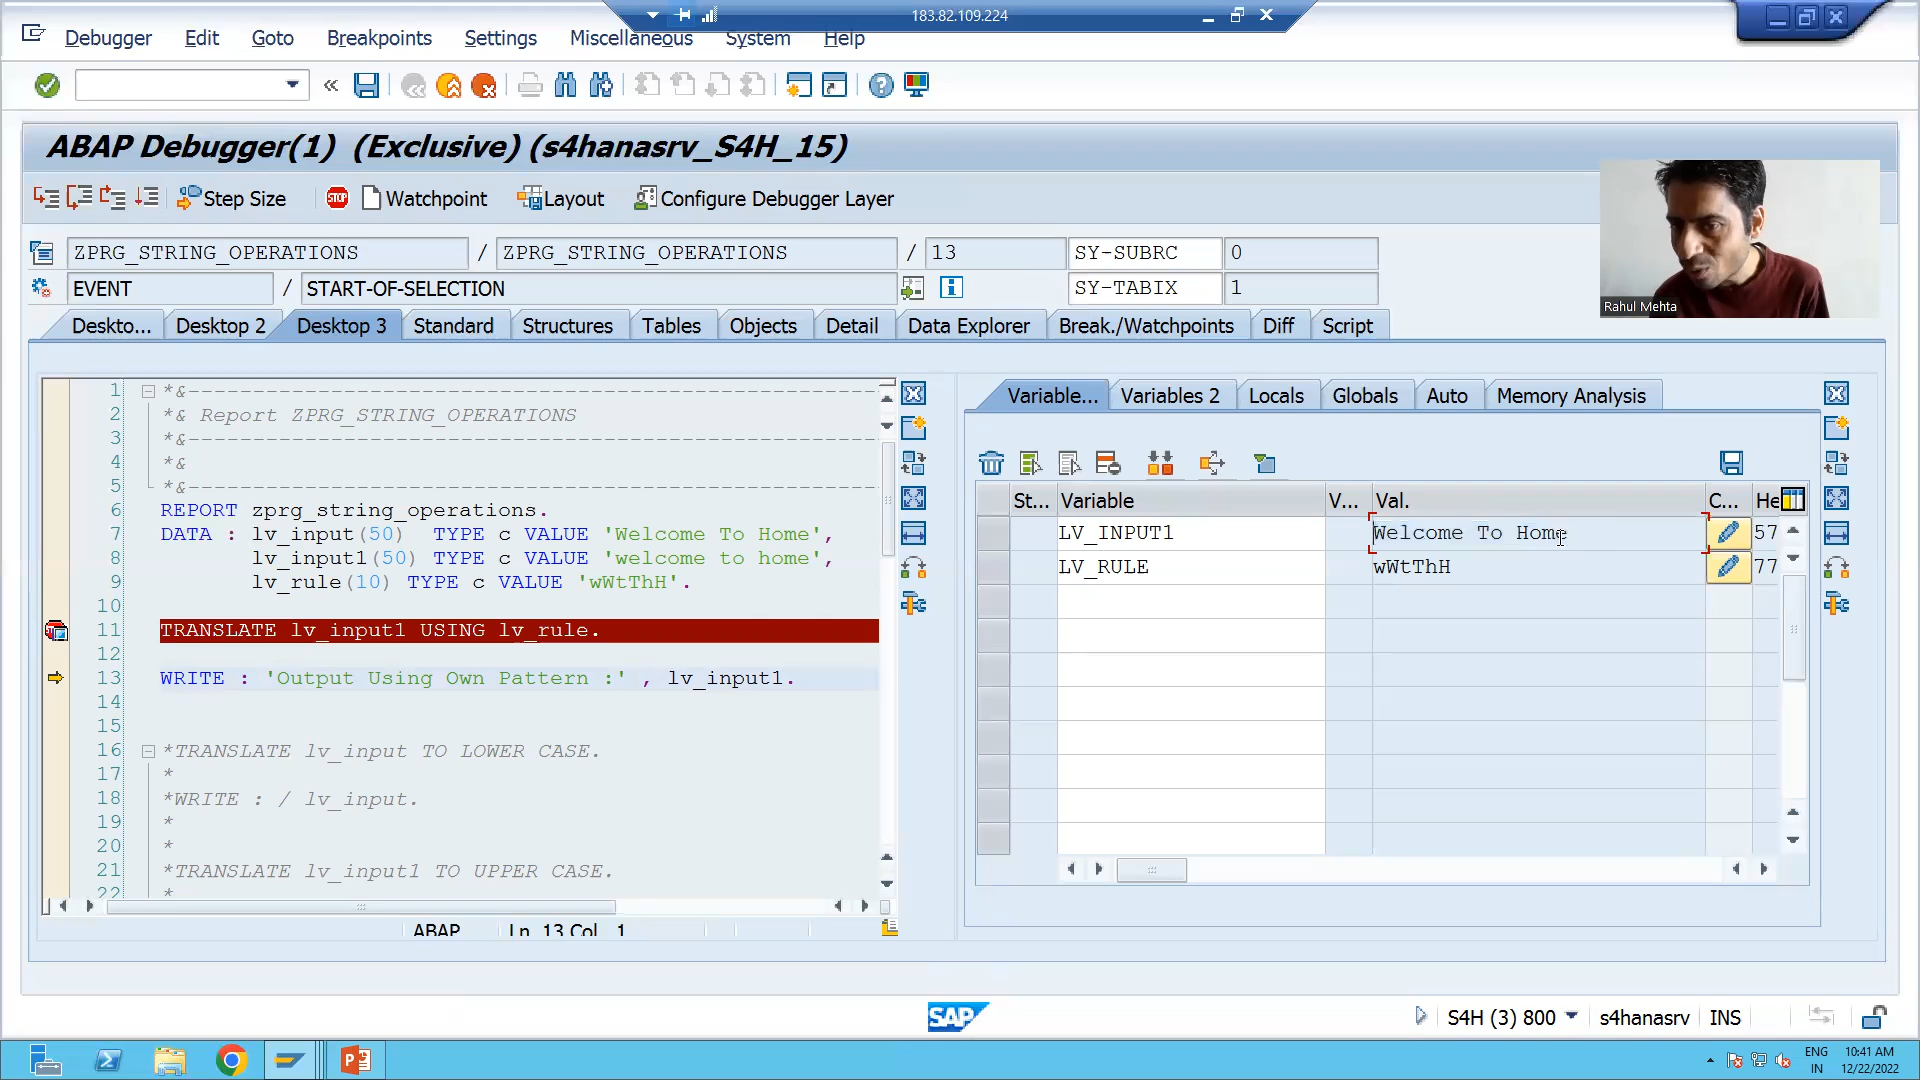 183.82.109.224
Debugger Edit Goto Breakpoints Settings Miscellaneous System Help
ABAP Debugger(1) (Exclusive) (s4hanasrv_S4H_15)
Step Size STOP Watchpoint Layout Configure Debugger Layer
ZPRG_STRING_OPERATIONS / ZPRG_STRING_OPERATIONS / 13 SY-SUBRC 0
EVENT / START-OF-SELECTION SY-TABIX 1
Rahul Mehta
Deskto... Desktop 2 Desktop 3 Standard Structures Tables Objects Detail Data Explorer Break./Watchpoints Diff Script
1 *&---------------------------------------------------------------------
2 *& Report ZPRG_STRING_OPERATIONS
3 *&---------------------------------------------------------------------
4 *&
5 *&---------------------------------------------------------------------
6 REPORT zprg_string_operations.
7 DATA : lv_input(50) TYPE c VALUE 'Welcome To Home',
8 lv_input1(50) TYPE c VALUE 'welcome to home',
9 lv_rule(10) TYPE c VALUE 'wWtThH'.
10
11 TRANSLATE lv_input1 USING lv_rule.
12
13 WRITE : 'Output Using Own Pattern :' , lv_input1.
14
15
16 *TRANSLATE lv_input TO LOWER CASE.
17 *
18 *WRITE : / lv_input.
19 *
20 *
21 *TRANSLATE lv_input1 TO UPPER CASE.
22 *
ABAP Ln 13 Col 1
Variable... Variables 2 Locals Globals Auto Memory Analysis
St... Variable V... Val. C... He
LV_INPUT1 Welcome To Home 57
LV_RULE wWtThH 77
SAP S4H (3) 800 s4hanasrv INS
ENG 10:41 AM
IN 12/22/2022